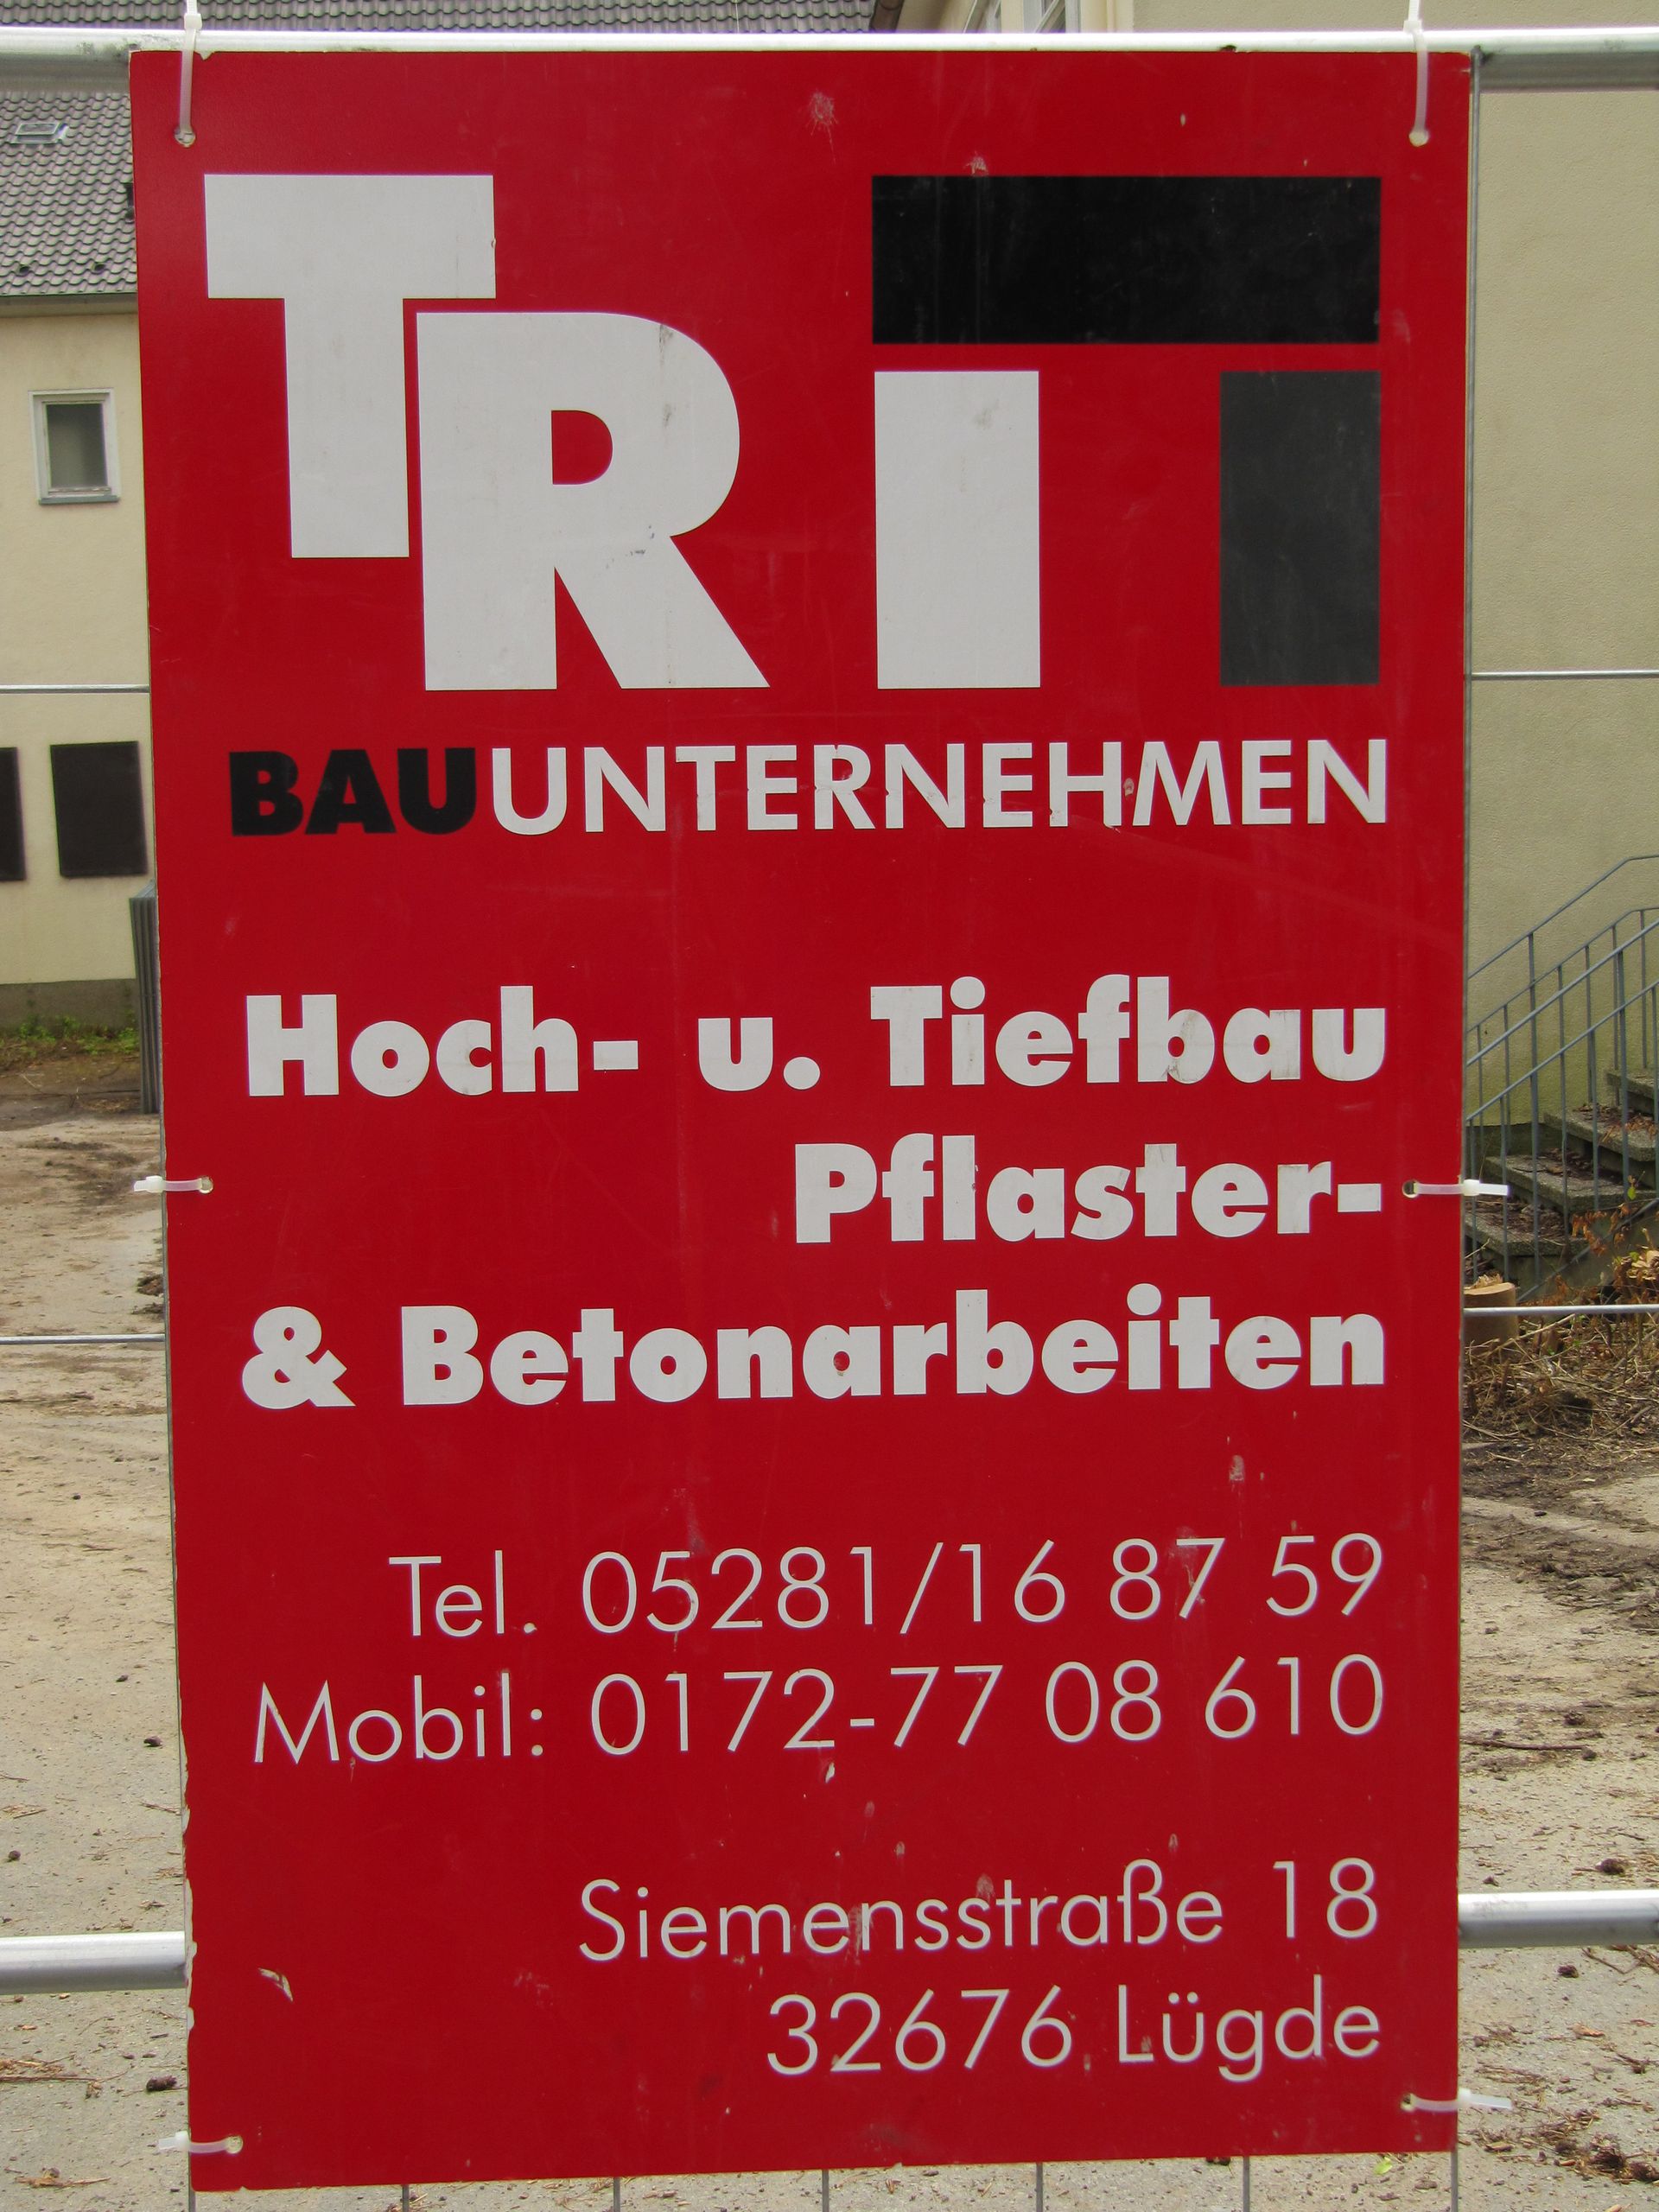 TR
BAUUNTERNEHMEN
Hoch- u. Tiefbau
Pflaster-
& Betonarbeiten
Tel. 05281/16 87 59
Mobil: 0172-77 08 610
Siemensstraße 18
32676 Lügde